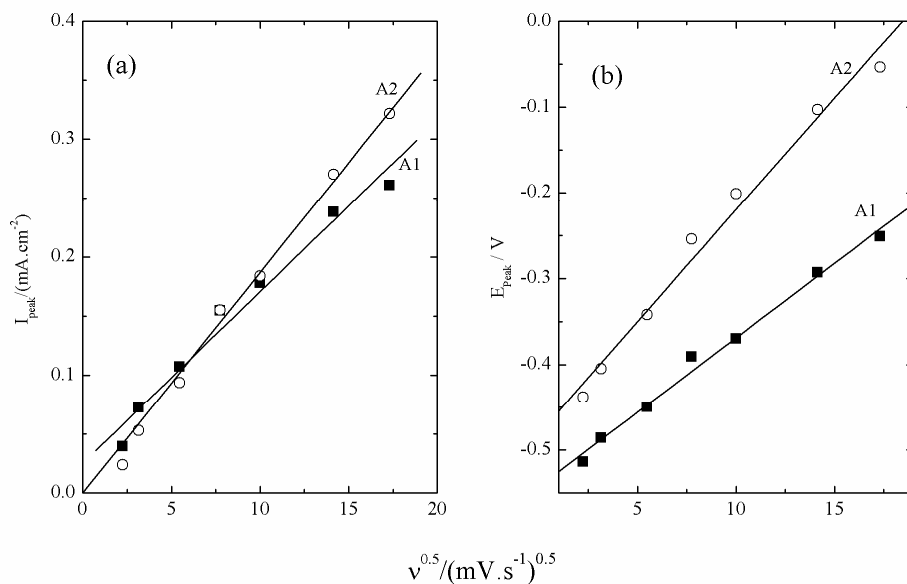 0.4
0.3
0.2
0.1
0.0
I_peak/(mA.cm^-2)
(a)
A2
A1
0
5
10
15
20
-0.0
-0.1
-0.2
-0.3
-0.4
-0.5
E_Peak / V
(b)
A2
A1
5
10
15
ν^0.5/(mV.s^-1)^0.5